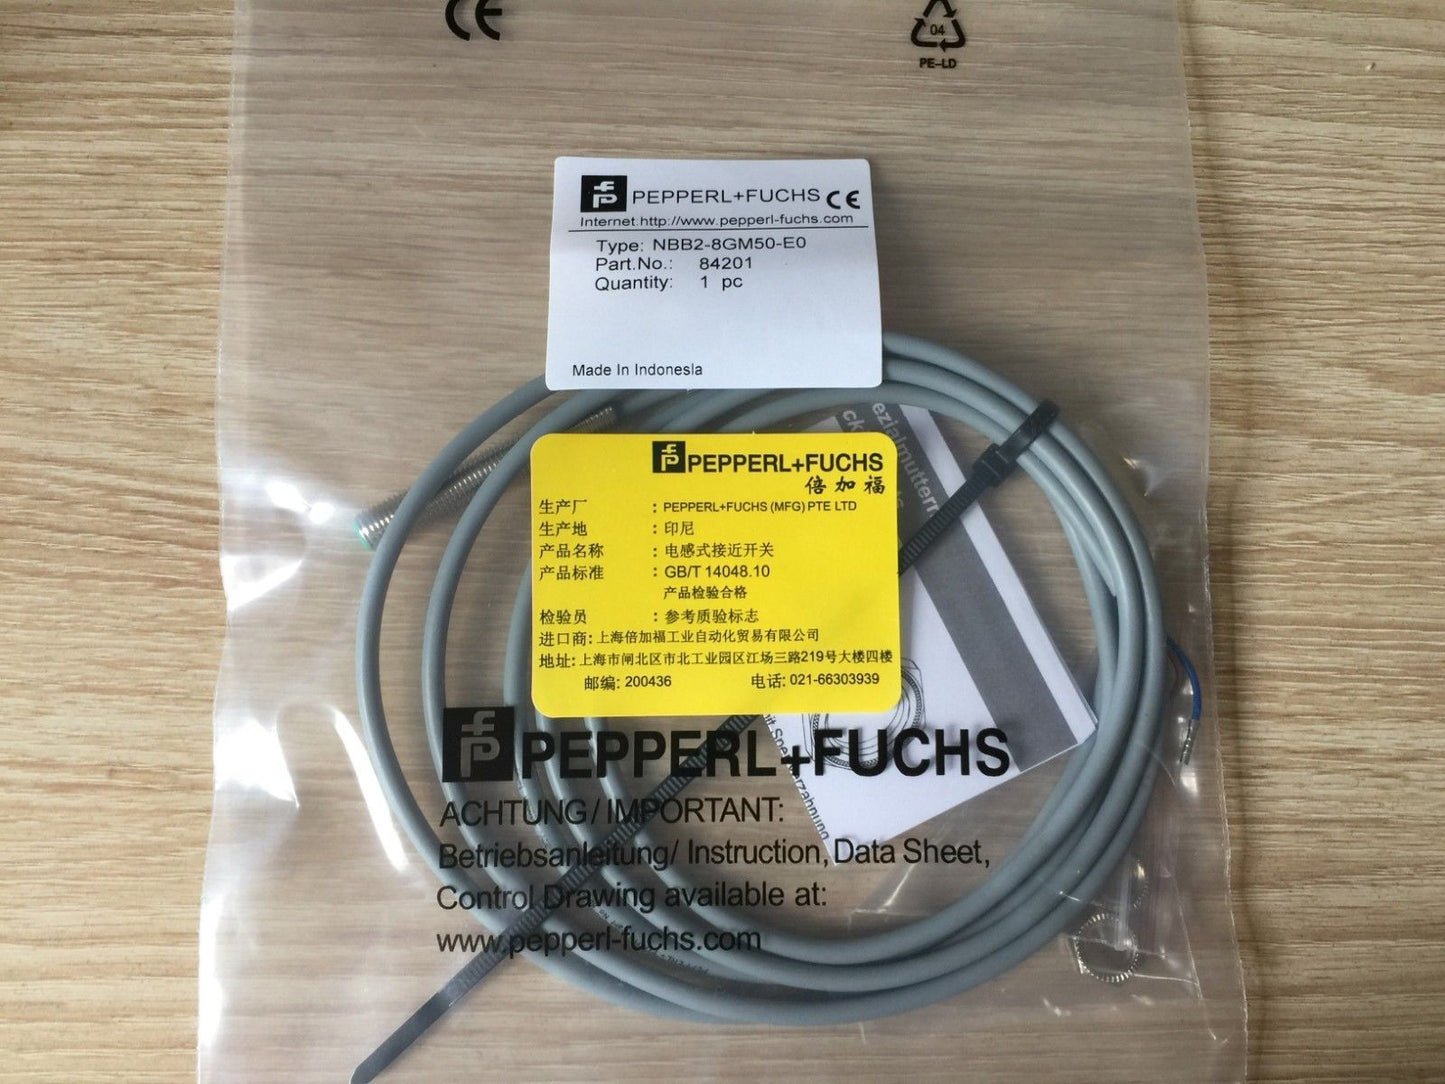 CE
04
PE-LD
PEPPERL+FUCHS CE
Internet:http://www.pepperl-fuchs.com
Type: NBB2-8GM50-E0
Part.No.: 84201
Quantity: 1 pc
Made In Indonesia
ezialmuttern
PEPPERL+FUCHS
倍加福
生产厂 : PEPPERL+FUCHS (MFG) PTE LTD
生产地 : 印尼
产品名称 : 电感式接近开关
产品标准 : GB/T 14048.10
产品检验合格
检验员 : 参考质验标志
进口商: 上海倍加福工业自动化贸易有限公司
地址: 上海市闸北区市北工业园区江场三路219号大楼四楼
邮编: 200436 电话: 021-66303939
PEPPERL+FUCHS
ACHTUNG/IMPORTANT:
Betriebsanleitung/ Instruction, Data Sheet,
Control Drawing available at:
www.pepperl-fuchs.com